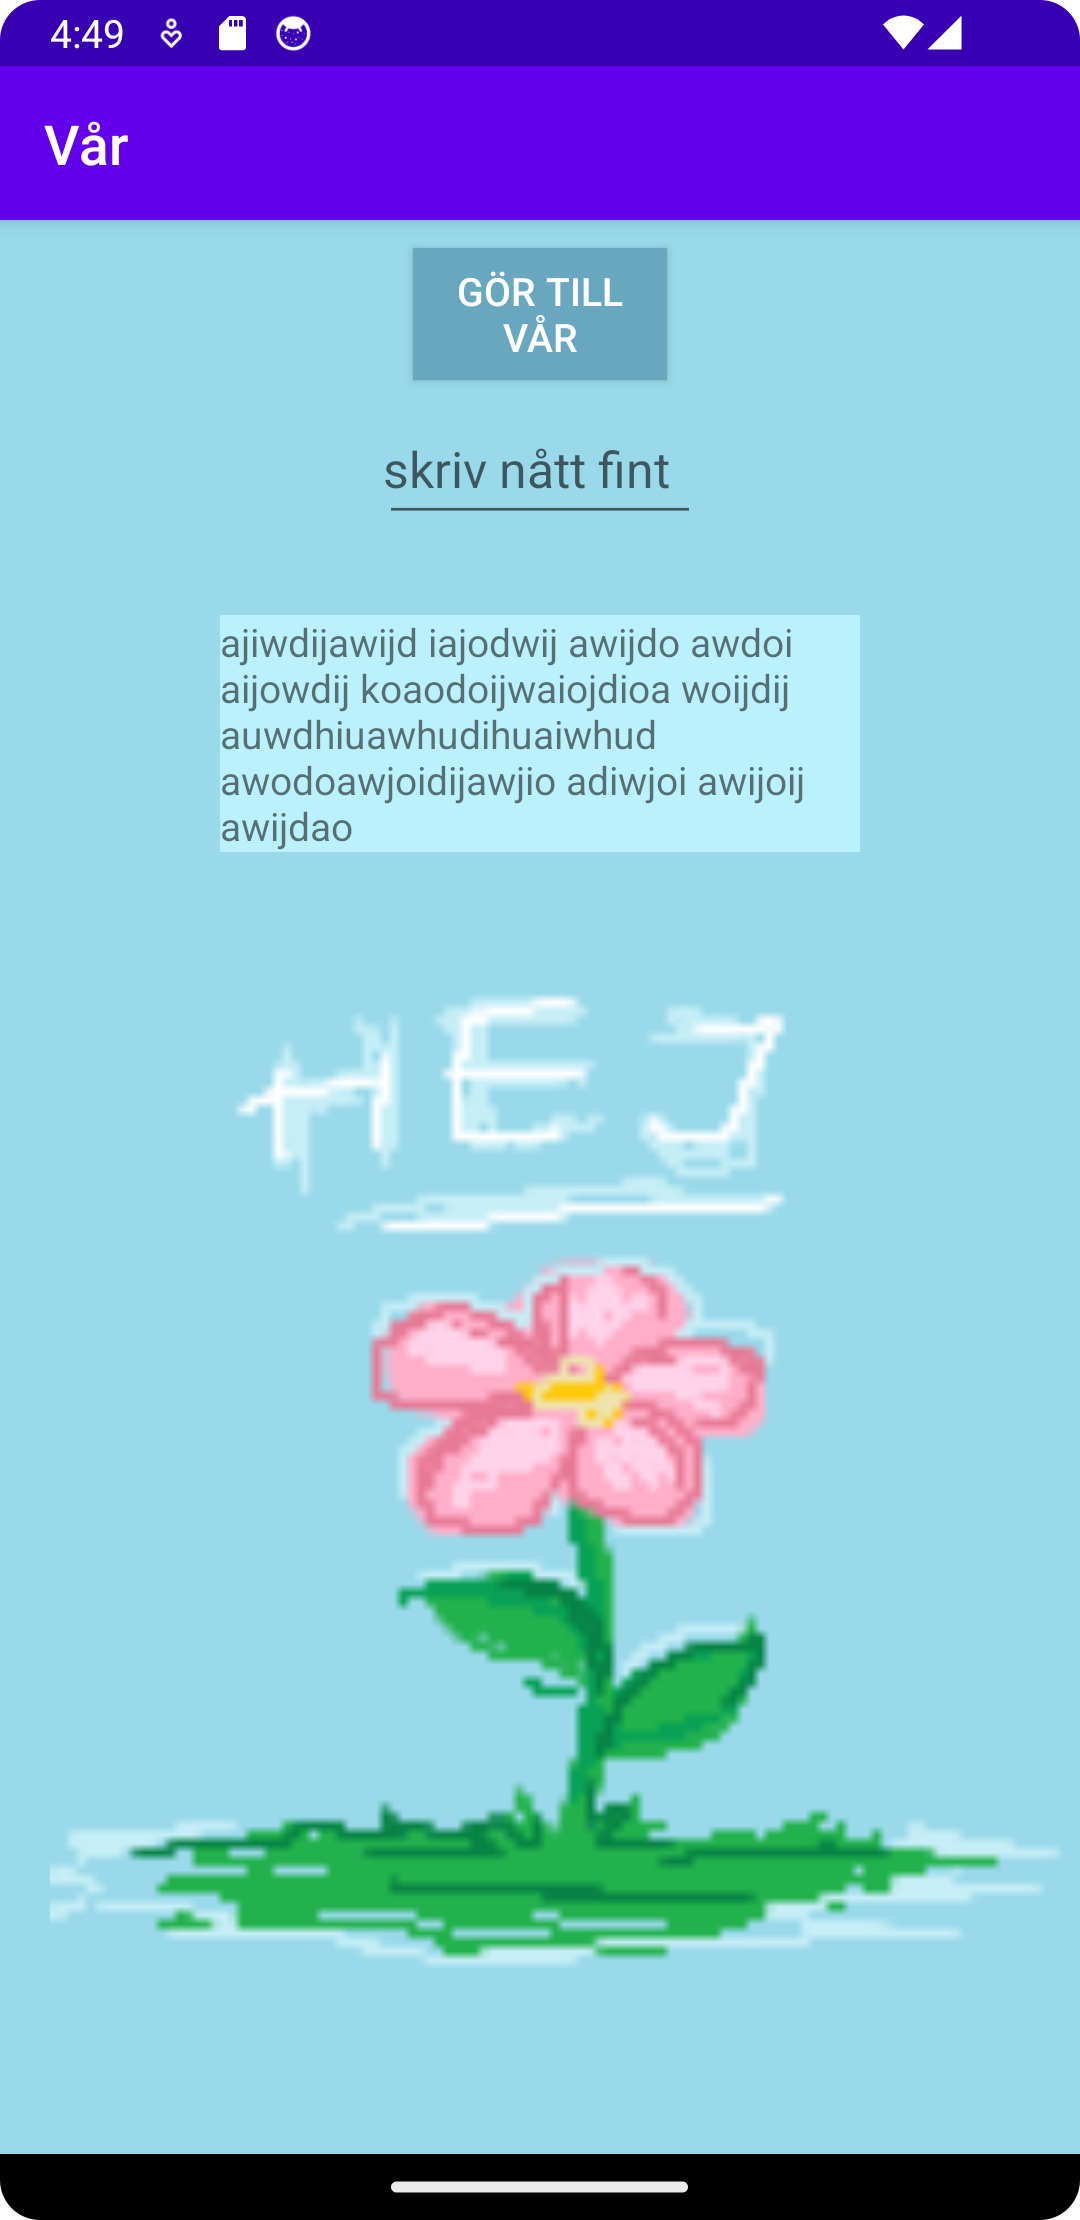 4:49
Vår
GÖR TILL
VÅR
skriv nått fint
ajiwdijawijd iajodwij awijdo awdoi
aijowdij koaodoijwaiojdioa woijdij
auwdhiuawhudihuaiwhud
awodoawjoidijawjio adiwjoi awijoij
awijdao
HEJ